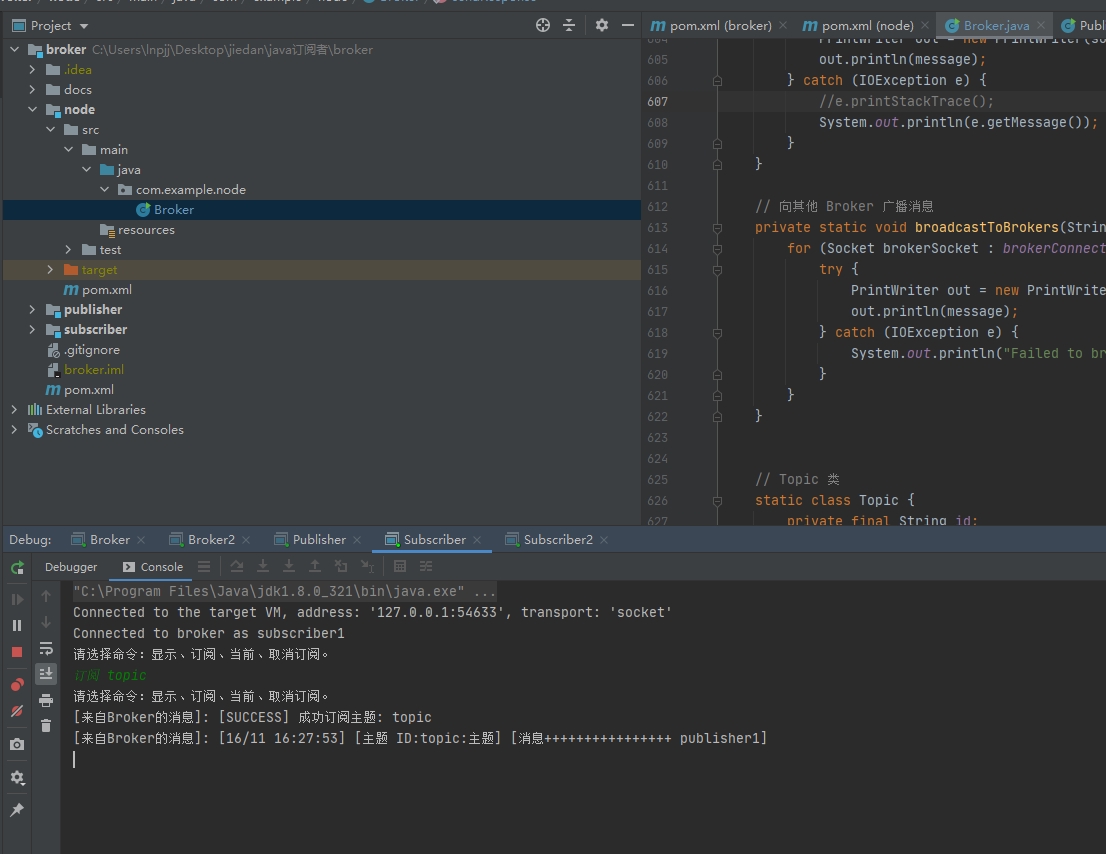 Project
broker C:\Users\lnpjj\Desktop\jiedan\java订阅者\broker
.idea
docs
node
src
main
java
com.example.node
Broker
resources
test
target
pom.xml
publisher
subscriber
.gitignore
broker.iml
pom.xml
External Libraries
Scratches and Consoles
pom.xml (broker)
pom.xml (node)
Broker.java
Publ
604 PrintWriter out = new PrintWriter(so
605 out.println(message);
606 } catch (IOException e) {
607 //e.printStackTrace();
608 System.out.println(e.getMessage());
609 }
610 }
611
612 // 向其他 Broker 广播消息
613 private static void broadcastToBrokers(Strin
614 for (Socket brokerSocket : brokerConnect
615 try {
616 PrintWriter out = new PrintWrite
617 out.println(message);
618 } catch (IOException e) {
619 System.out.println("Failed to br
620 }
621 }
622 }
623
624
625 // Topic 类
626 static class Topic {
627 private final String id;
Debug: Broker Broker2 Publisher Subscriber Subscriber2
Debugger Console
"C:\Program Files\Java\jdk1.8.0_321\bin\java.exe" ...
Connected to the target VM, address: '127.0.0.1:54633', transport: 'socket'
Connected to broker as subscriber1
请选择命令: 显示、订阅、当前、取消订阅。
订阅 topic
请选择命令: 显示、订阅、当前、取消订阅。
[来自Broker的消息]: [SUCCESS] 成功订阅主题: topic
[来自Broker的消息]: [16/11 16:27:53] [主题 ID:topic:主题] [消息++++++++++++++++ publisher1]